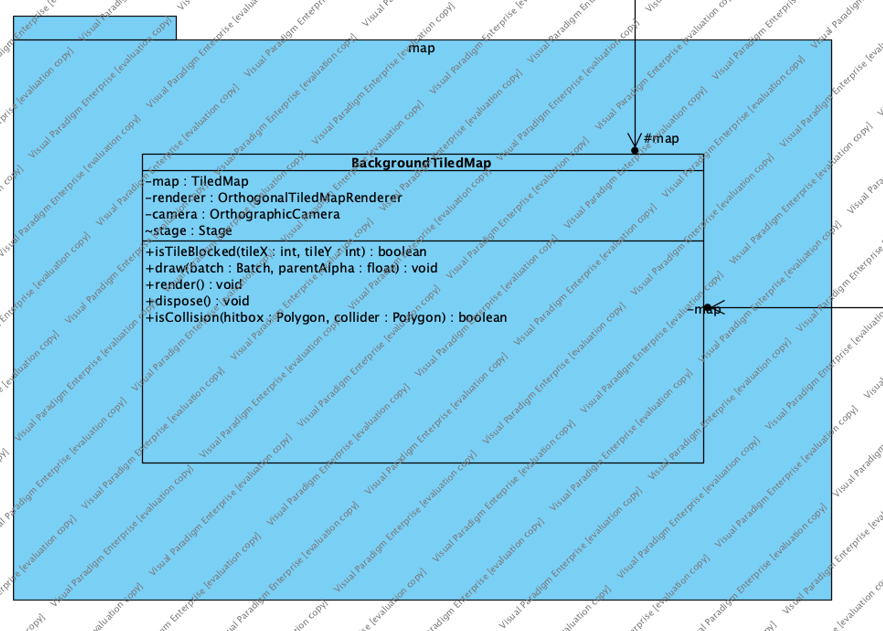 map
#map
BackgroundTiledMap
-map : TiledMap
-renderer : OrthogonalTiledMapRenderer
-camera : OrthographicCamera
~stage : Stage
+isTileBlocked(tileX : int, tileY : int) : boolean
+draw(batch : Batch, parentAlpha : float) : void
+render() : void
+dispose() : void
-map
+isCollision(hitbox : Polygon, collider : Polygon) : boolean
Visual Paradigm Enterprise [evaluation copy]